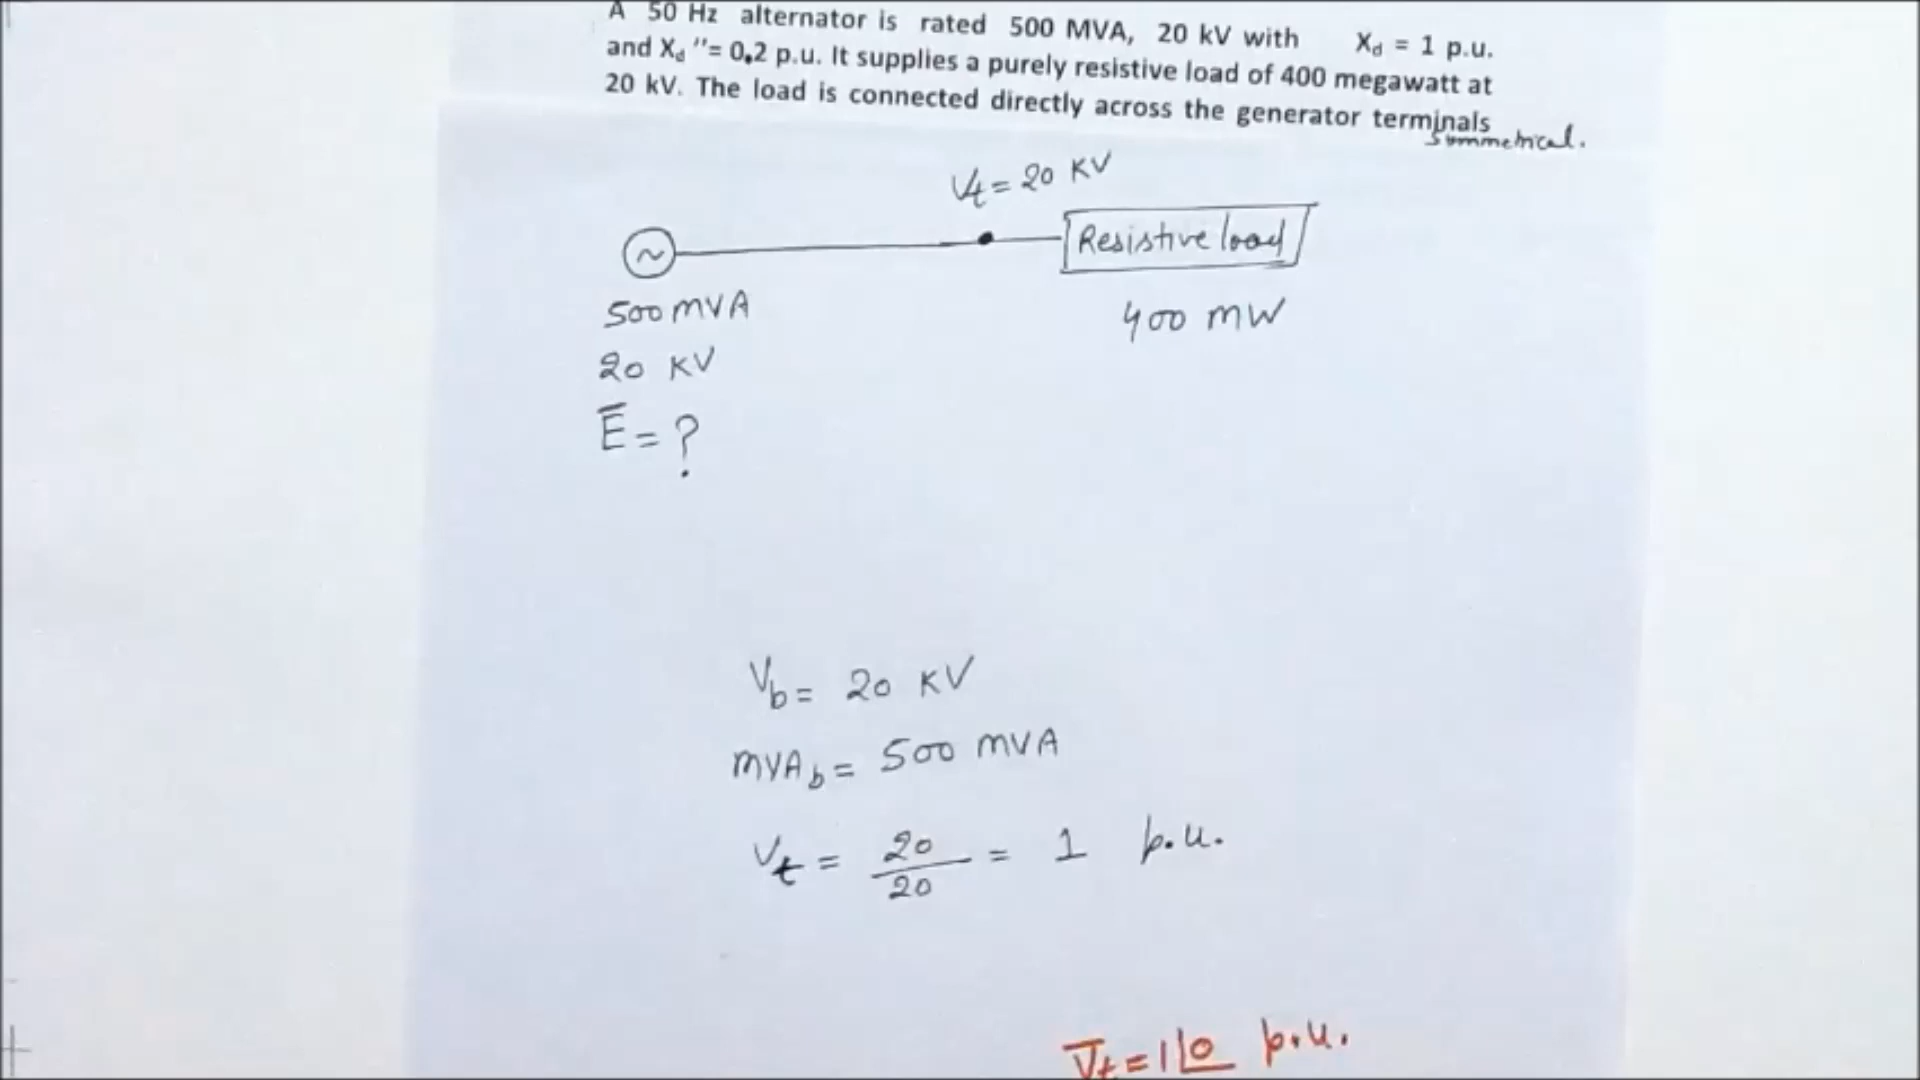 A 50 Hz alternator is rated 500 MVA, 20 kV with Xd = 1 p.u.
and Xd "= 0.2 p.u. It supplies a purely resistive load of 400 megawatt at
20 kV. The load is connected directly across the generator terminals
Symmetrical.
Vt = 20 KV
~
Resistive load
500 MVA
400 MW
20 KV
E̅ = ?
Vb = 20 KV
MVAb = 500 MVA
Vt = 20/20 = 1 p.u.
V̅t = 1∠0 p.u.